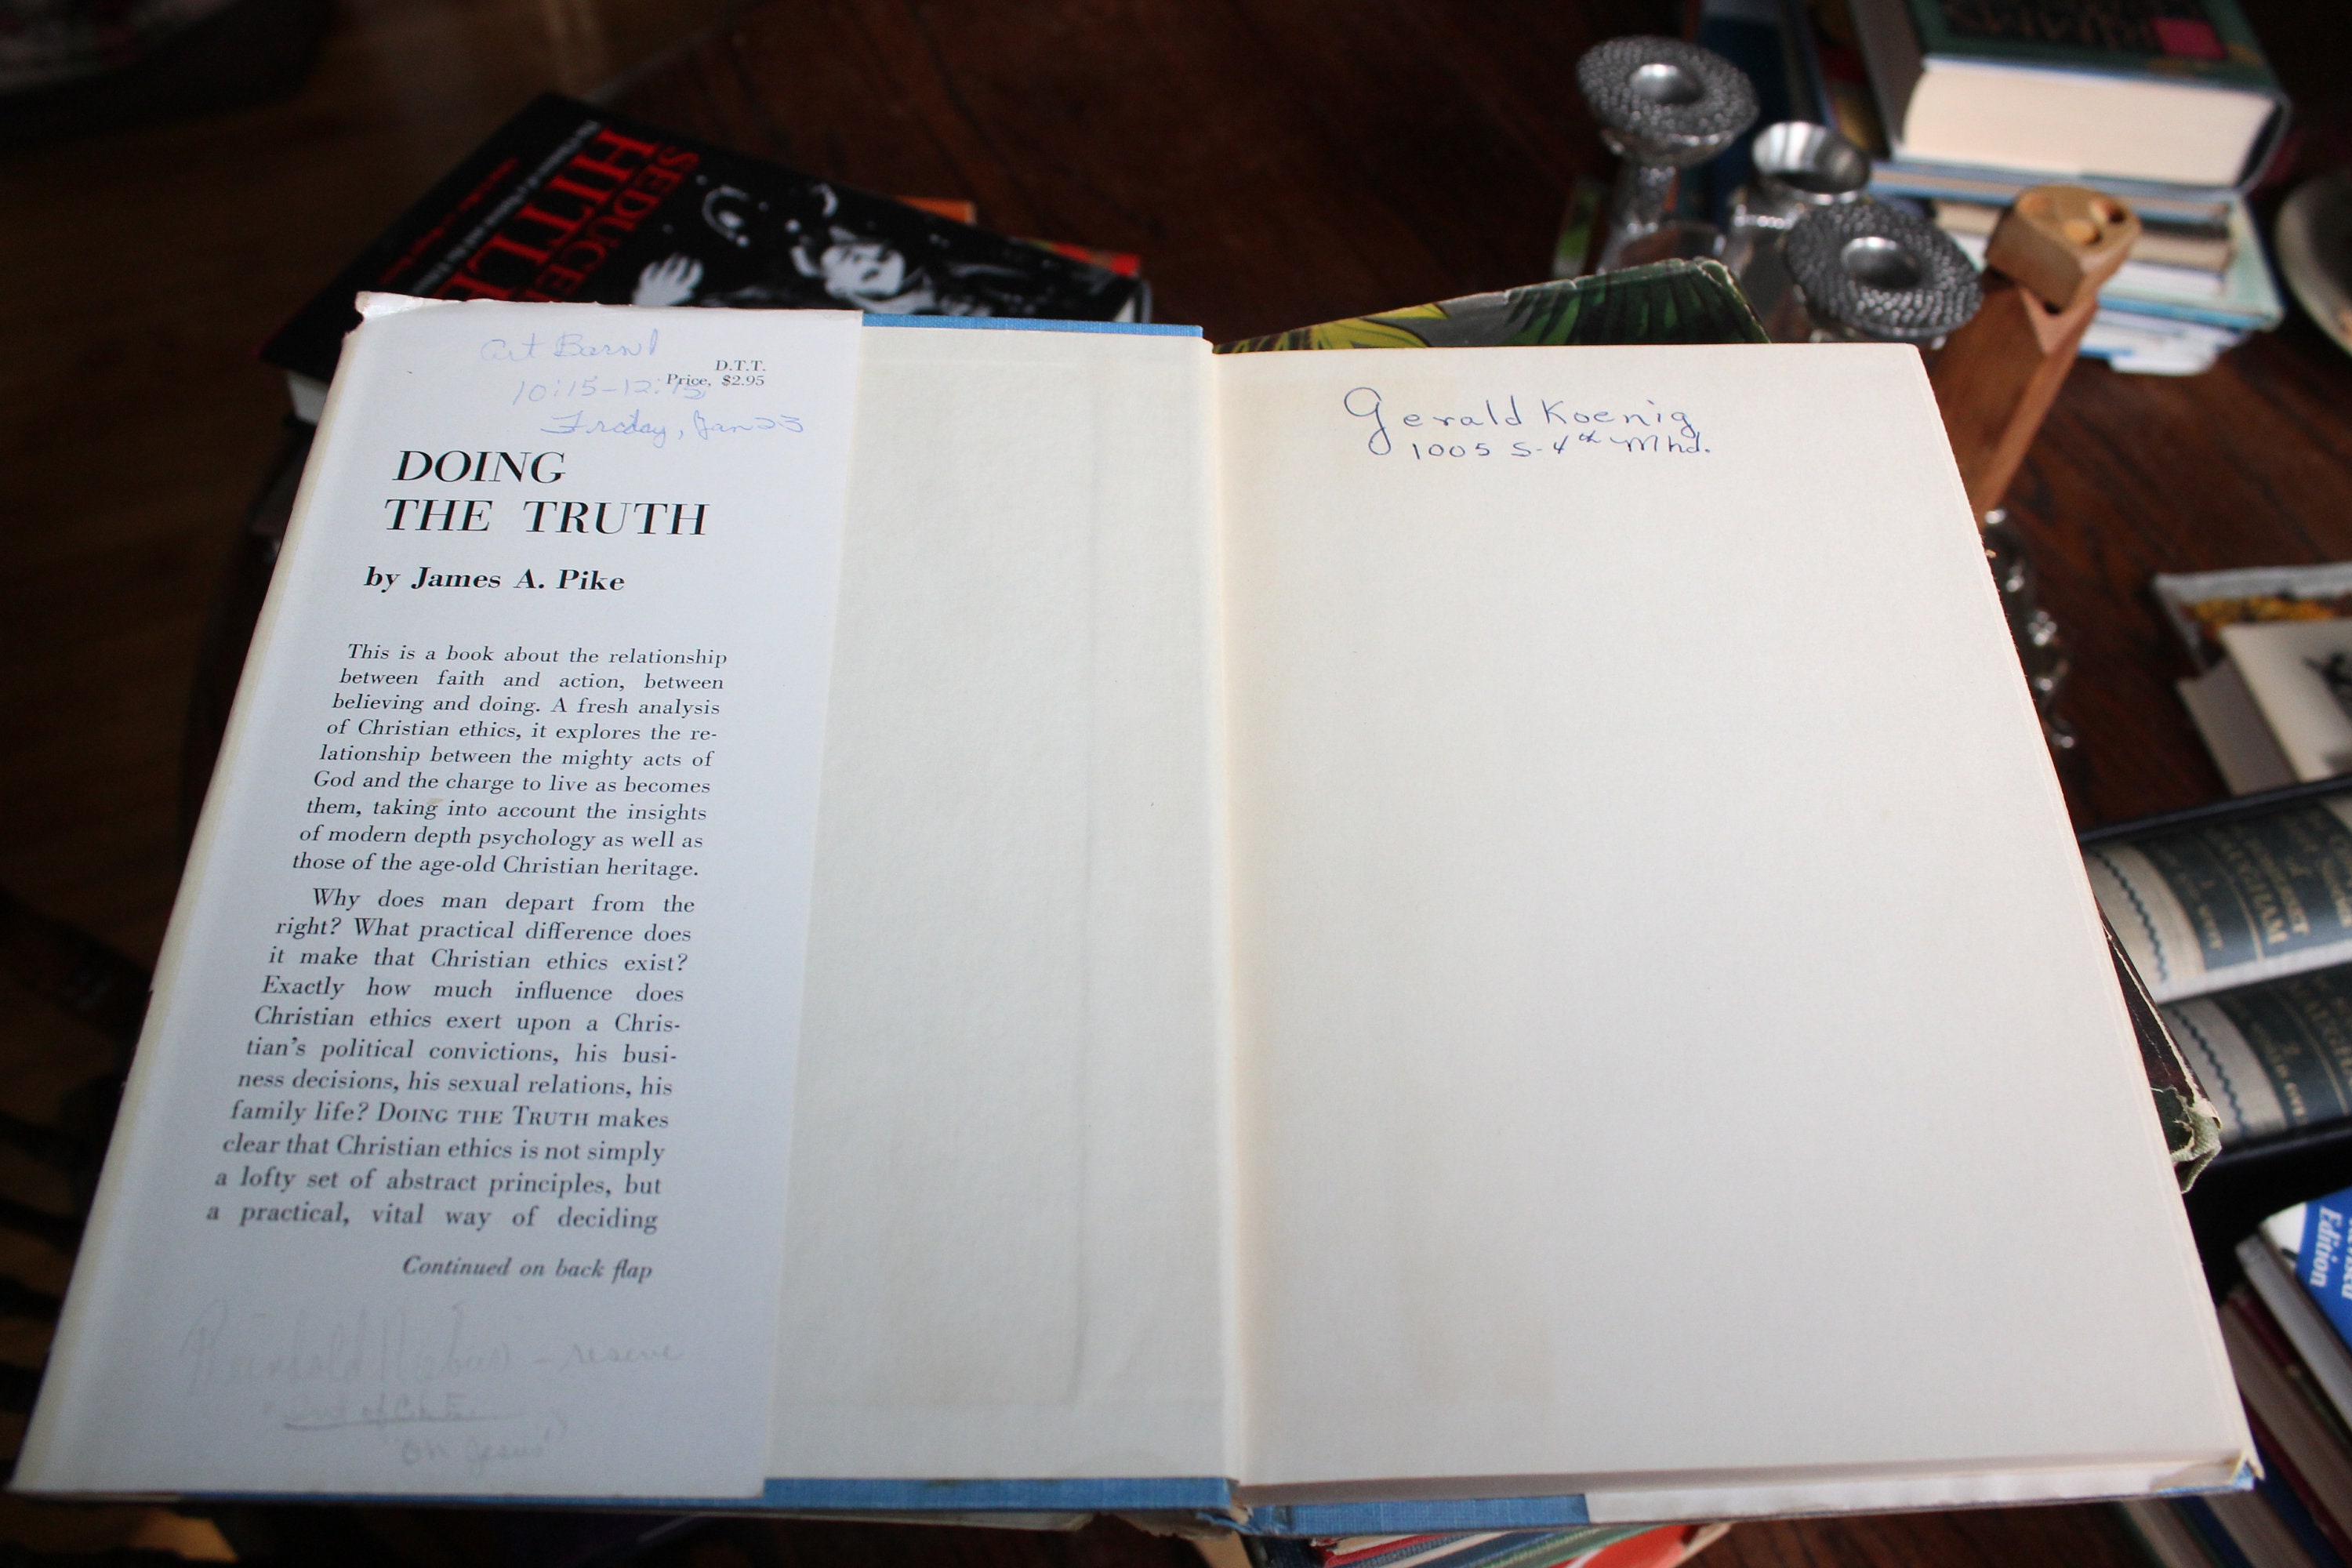 Art Barn
D.T.T.
10:15-12:15
Price, $2.95
Friday, Jan 23
DOING
THE TRUTH
by James A. Pike
This is a book about the relationship
between faith and action, between
believing and doing. A fresh analysis
of Christian ethics, it explores the re-
lationship between the mighty acts of
God and the charge to live as becomes
them, taking into account the insights
of modern depth psychology as well as
those of the age-old Christian heritage.
Why does man depart from the
right? What practical difference does
it make that Christian ethics exist?
Exactly how much influence does
Christian ethics exert upon a Chris-
tian's political convictions, his busi-
ness decisions, his sexual relations, his
family life? DOING THE TRUTH makes
clear that Christian ethics is not simply
a lofty set of abstract principles, but
a practical, vital way of deciding
Continued on back flap
Reinhold
"on Jesus"
Gerald Koenig
1005 S-4th Mhd.
SEDUCED
HITL
Edition